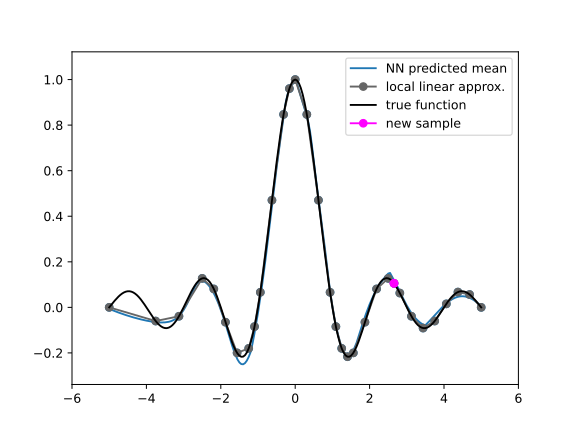 NN predicted mean
local linear approx.
true function
new sample
1.0
0.8
0.6
0.4
0.2
0.0
−0.2
−6 −4 −2 0 2 4 6